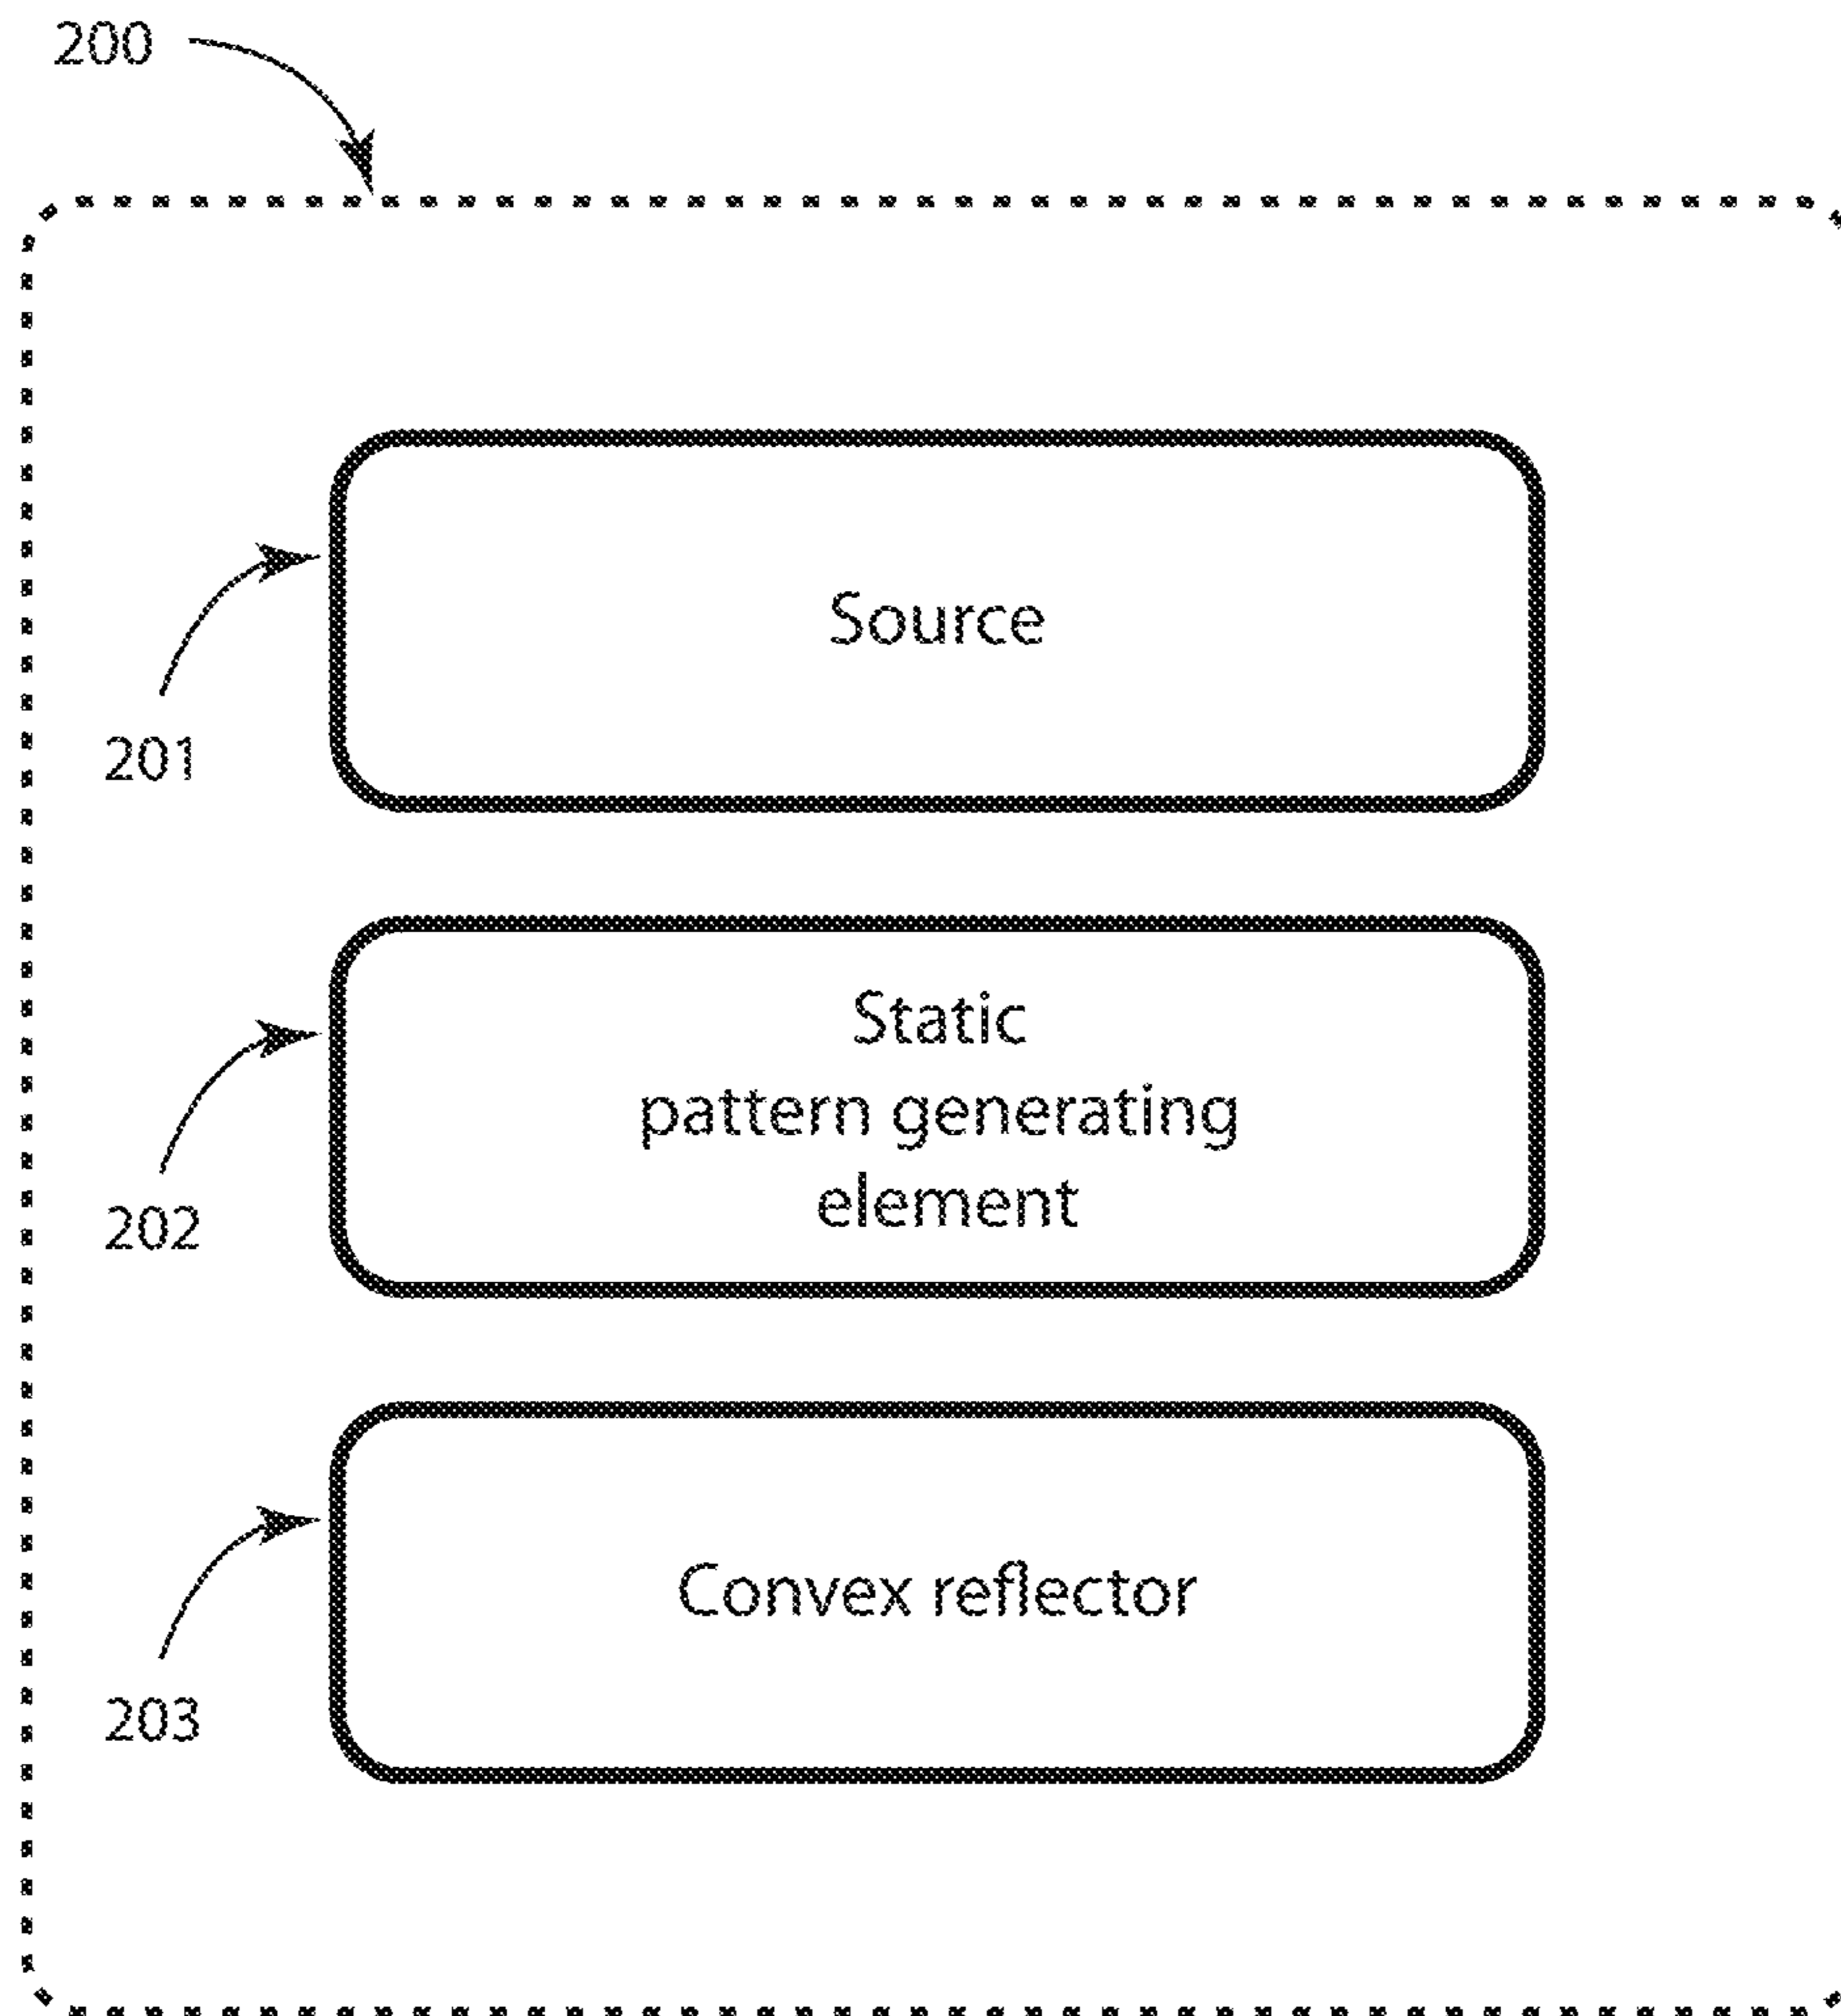 200
Source
201
Static
pattern generating
element
202
Convex reflector
203